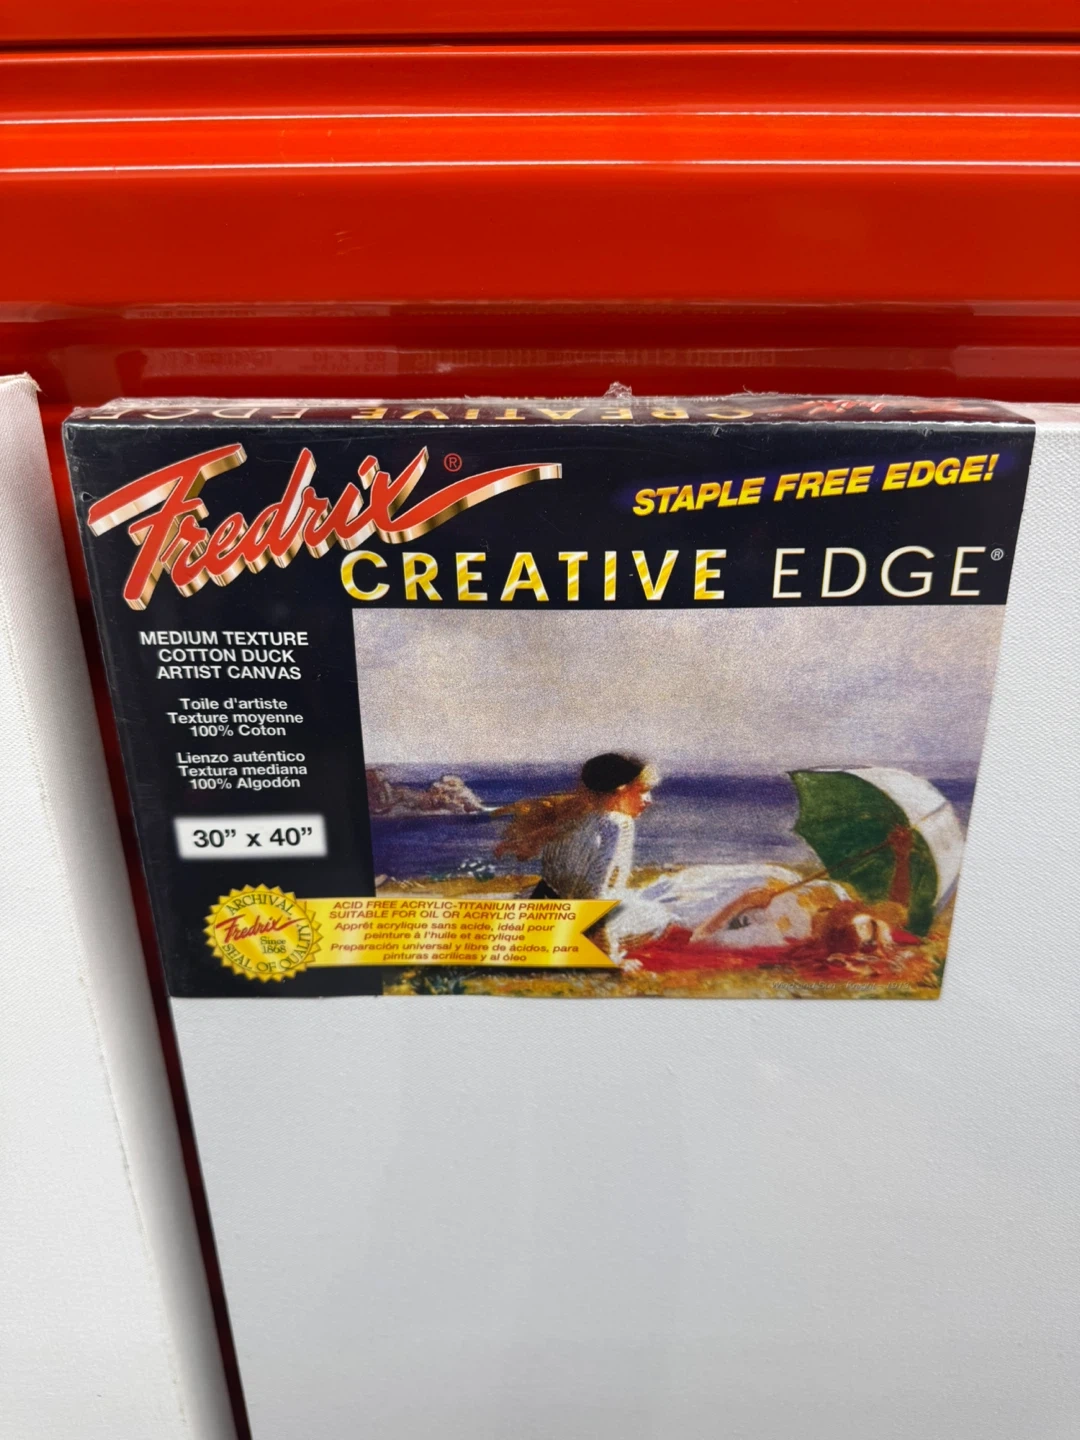 CREATIVE EDGE
Fredrix®
STAPLE FREE EDGE!
CREATIVE EDGE®
MEDIUM TEXTURE
COTTON DUCK
ARTIST CANVAS
Toile d'artiste
Texture moyenne
100% Coton
Lienzo auténtico
Textura mediana
100% Algodón
30” x 40”
ARCHIVAL
Fredrix
Since
1868
SEAL OF QUALITY
ACID FREE ACRYLIC-TITANIUM PRIMING
SUITABLE FOR OIL OR ACRYLIC PAINTING
Apprêt acrylique sans acide, idéal pour
peinture à l'huile et acrylique
Preparación universal y libre de ácidos, para
pinturas acrílicas y al óleo